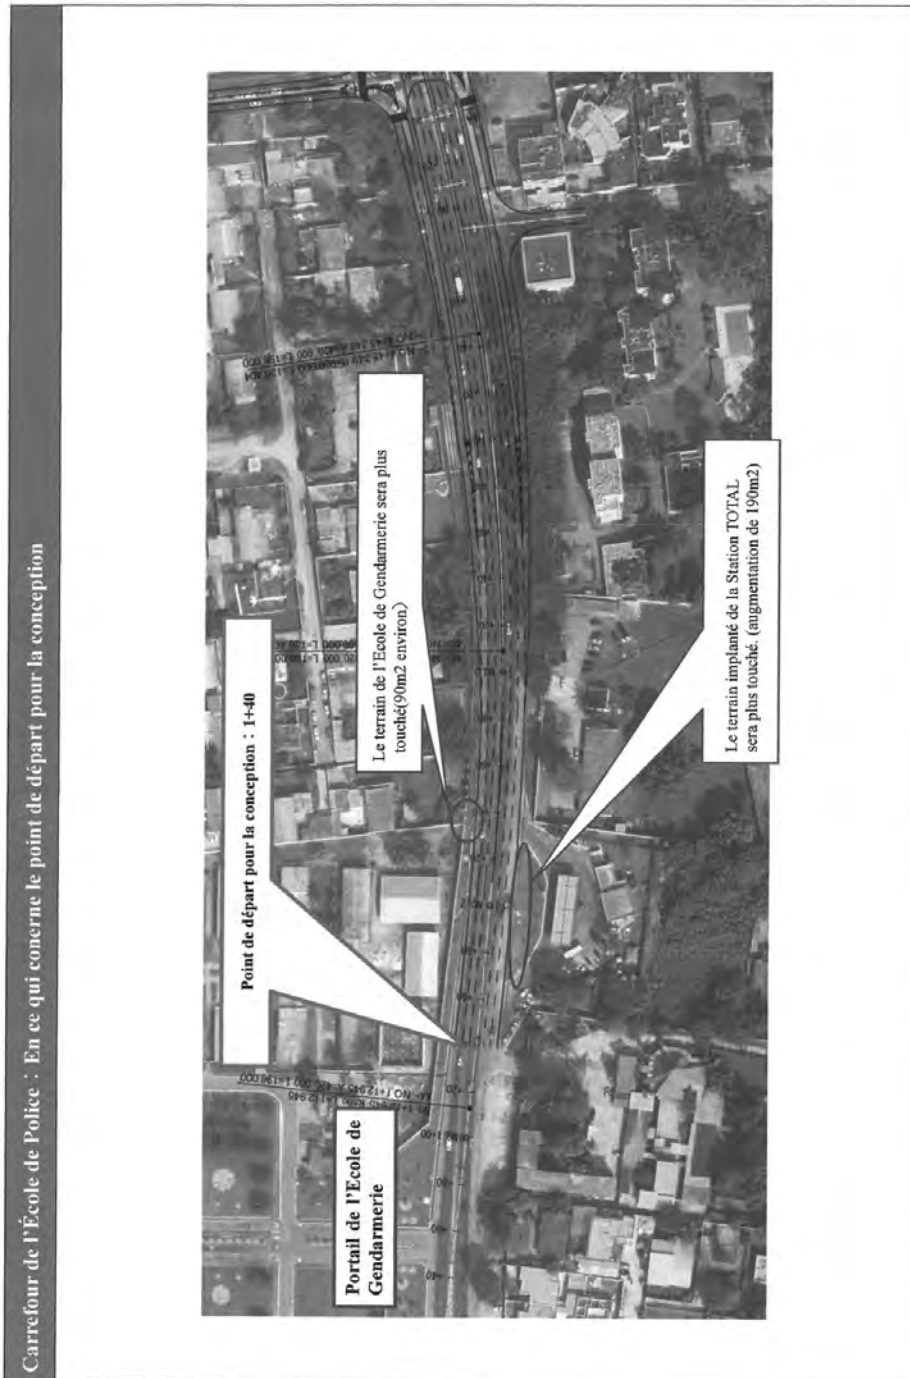 Carrefour de l'École de Police : En ce qui concerne le point de départ pour la conception
Portail de l'Ecole de
Gendarmerie
Point de départ pour la conception : 1+40
Le terrain de l'Ecole de Gendarmerie sera plus
touché(90m2 environ)
Le terrain implanté de la Station TOTAL
sera plus touché. (augmentation de 190m2)